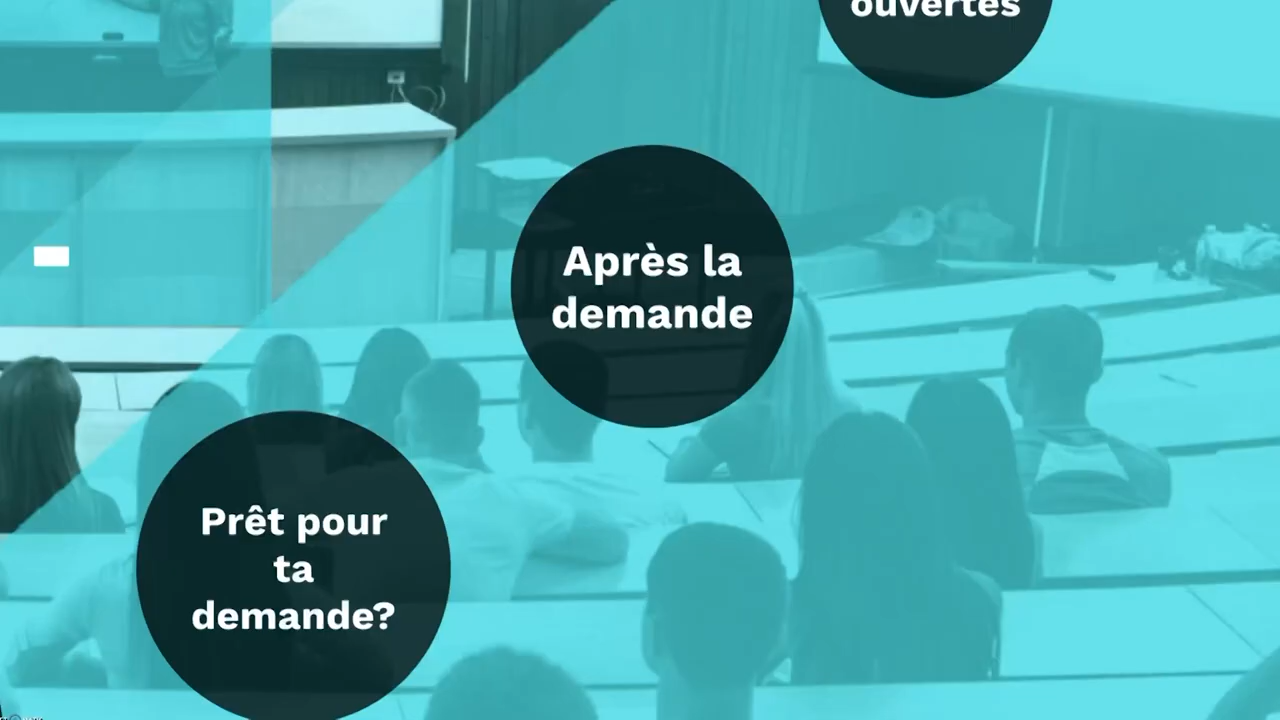 ouvertes
Après la
demande
Prêt pour
ta
demande?